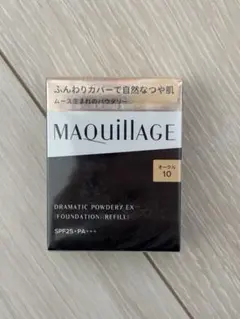 ふんわりカバーで自然なつや肌
ムース生まれのパウダリー
MAQuillAGE
オークル
10
DRAMATIC POWDERY EX
(FOUNDATION)(REFILL)
SPF25・PA+++